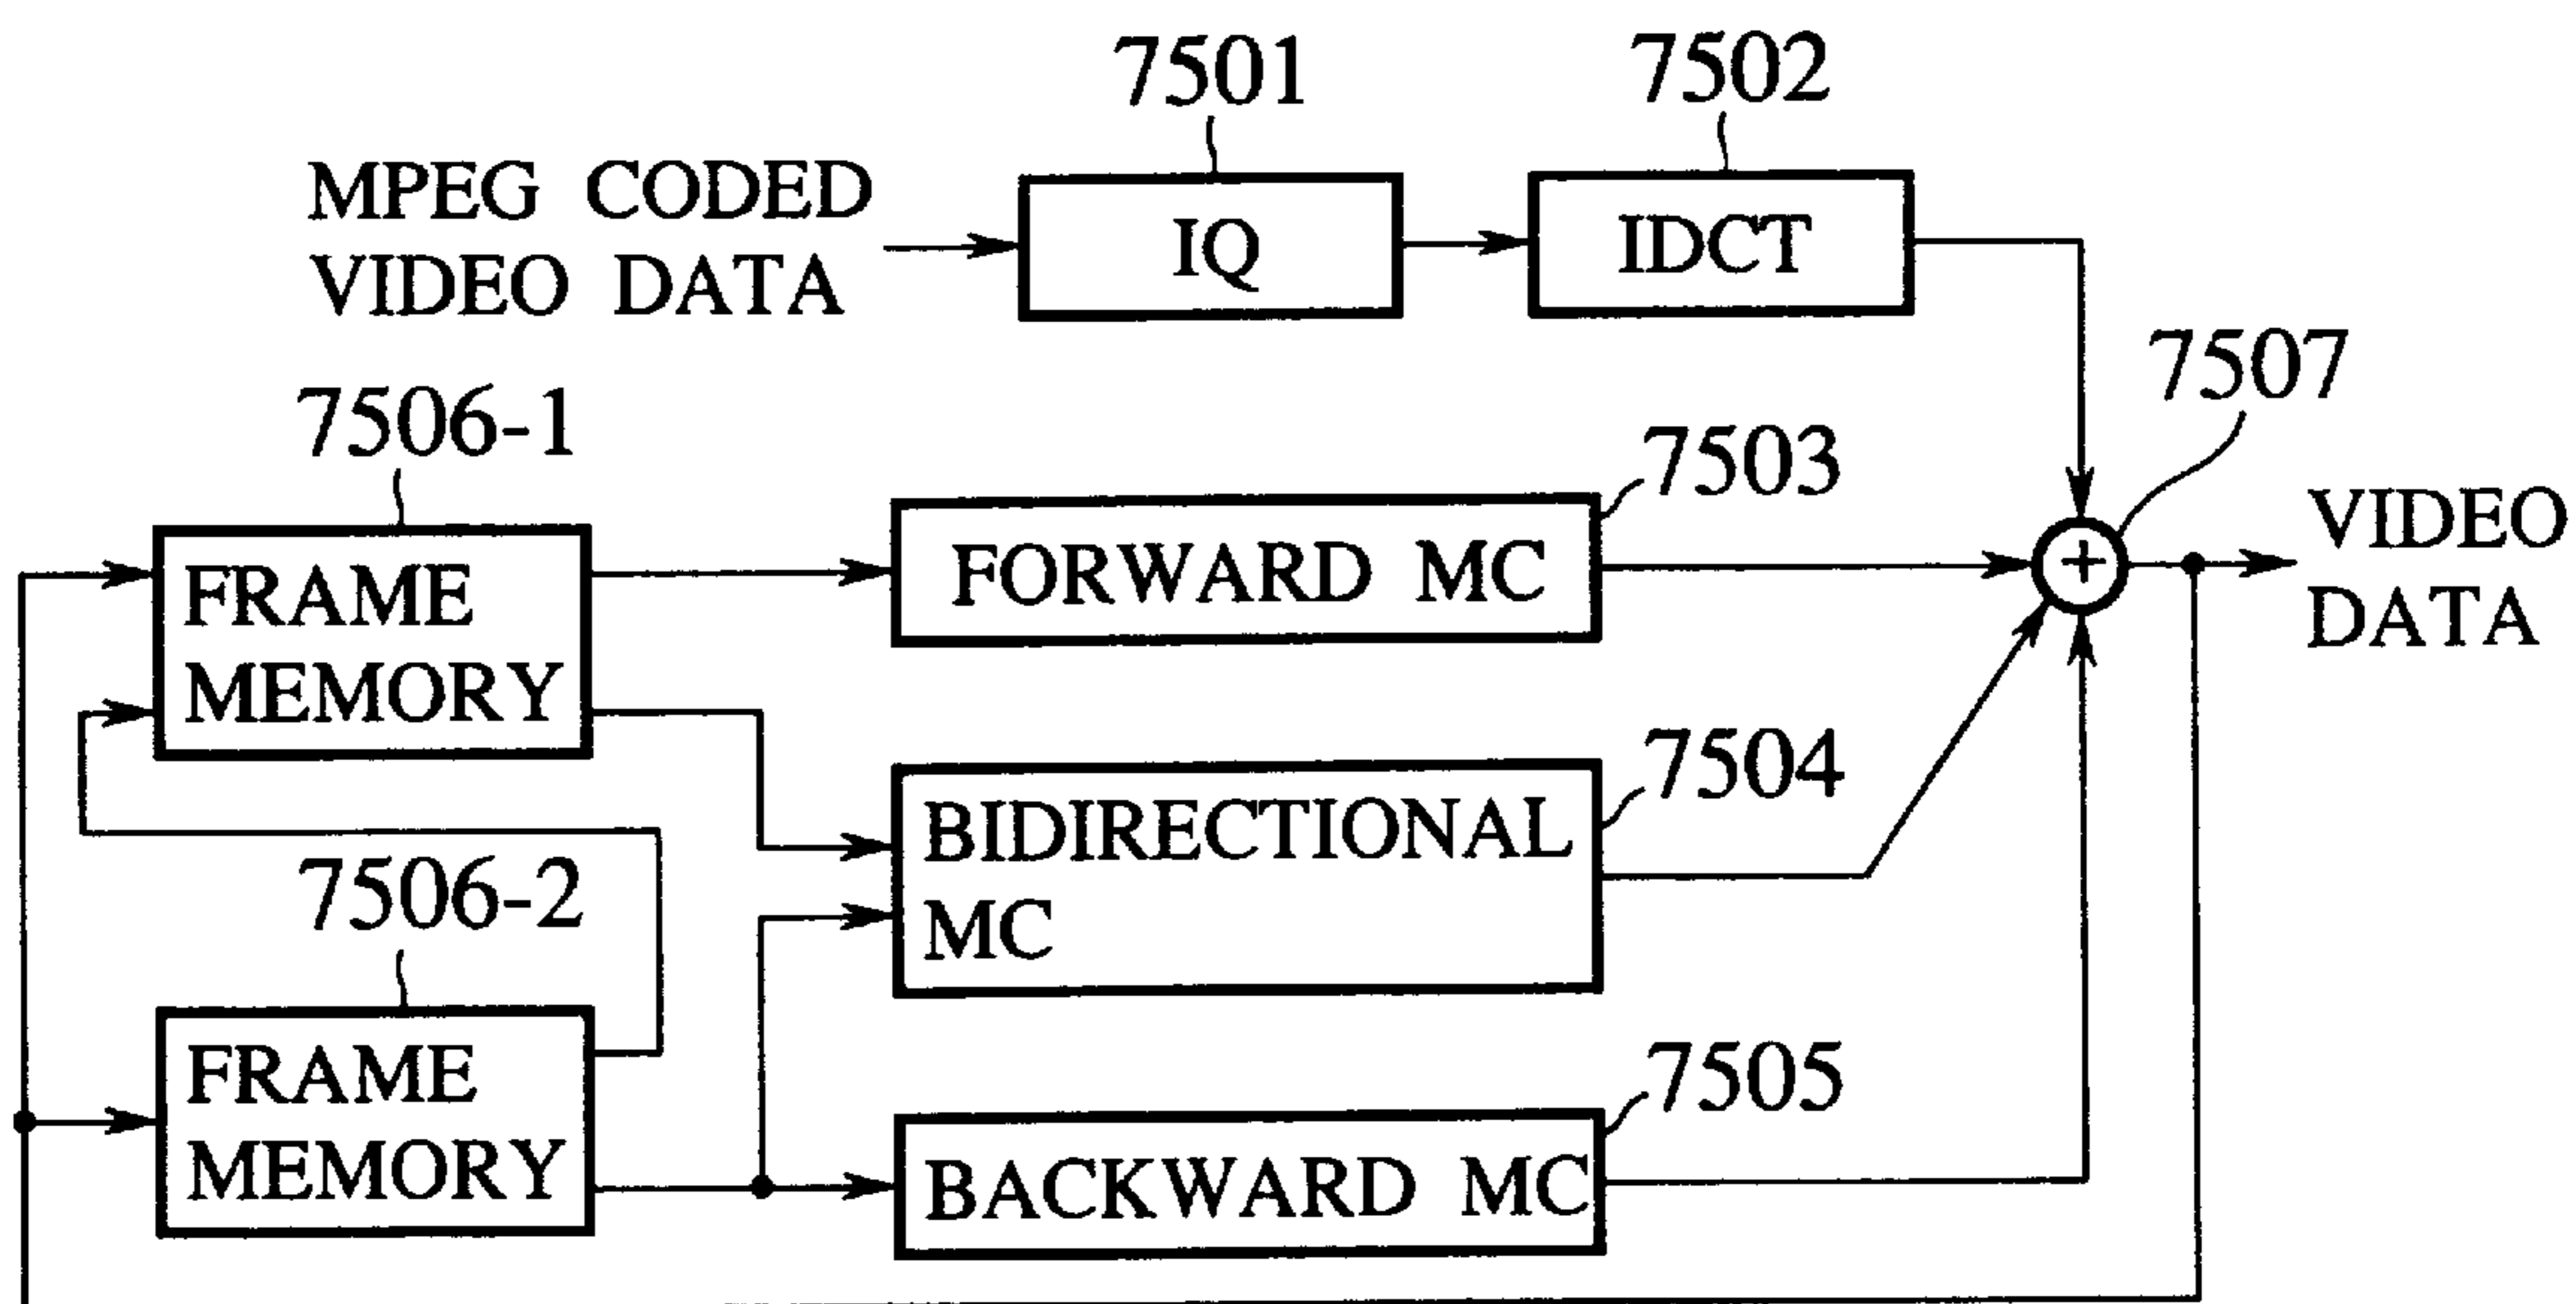 7501
7502
MPEG CODED
VIDEO DATA
IQ
IDCT
7507
7506-1
7503
FRAME
MEMORY
FORWARD MC
+
VIDEO
DATA
7504
BIDIRECTIONAL
MC
7506-2
FRAME
MEMORY
7505
BACKWARD MC